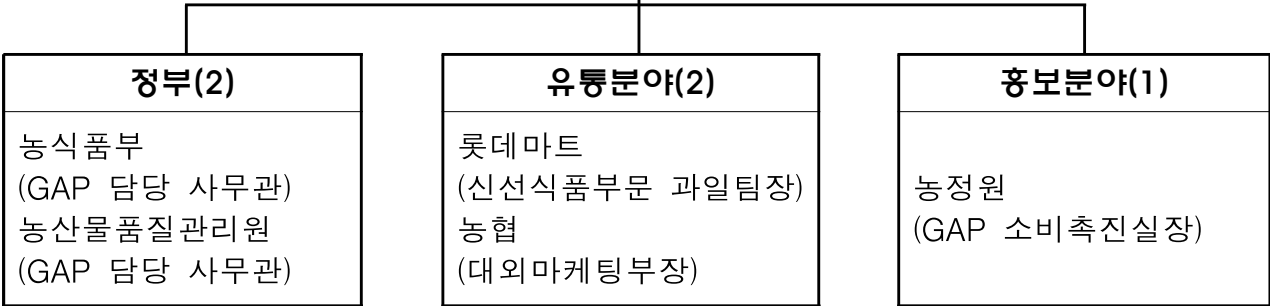 정부(2)
농식품부
(GAP 담당 사무관)
농산물품질관리원
(GAP 담당 사무관)
유통분야(2)
롯데마트
(신선식품부문 과일팀장)
농협
(대외마케팅부장)
홍보분야(1)
농정원
(GAP 소비촉진실장)